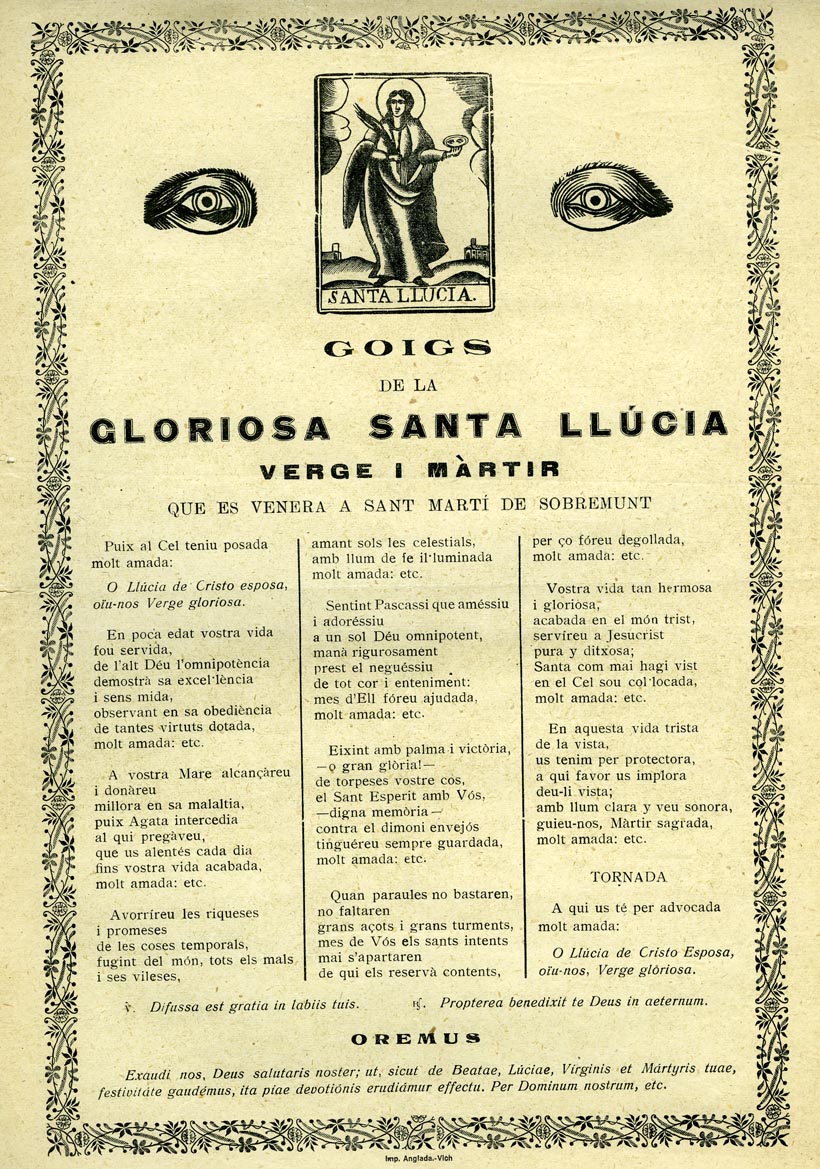 SANTA LLUCIA.
GOIGS
DE LA
GLORIOSA SANTA LLÚCIA
VERGE I MÀRTIR
QUE ES VENERA A SANT MARTÍ DE SOBREMUNT
Puix al Cel teniu posada
molt amada:
O Llúcia de Cristo esposa,
oïu-nos Verge gloriosa.
En poca edat vostra vida
fou servida,
de l'alt Déu l'omnipotència
demostrà sa excel·lència
i sens mida,
observant en sa obediència
de tantes virtuts dotada,
molt amada: etc.
A vostra Mare alcançàreu
i donàreu
millora en sa malaltia,
puix Agata intercedia
al qui pregàveu,
que us alentés cada dia
fins vostra vida acabada,
molt amada: etc.
Avorríreu les riqueses
i promeses
de les coses temporals,
fugint del món, tots els mals
i ses vileses,
amant sols les celestials,
amb llum de fe il·luminada
molt amada: etc.
Sentint Pascassi que améssiu
i adoréssiu
a un sol Déu omnipotent,
manà rigurosament
prest el neguéssiu
de tot cor i enteniment:
mes d'Ell fóreu ajudada,
molt amada: etc.
Eixint amb palma i victòria,
—o gran glòria!—
de torpeses vostre cos,
el Sant Esperit amb Vós,
—digna memòria—
contra el dimoni envejós
tinguéreu sempre guardada,
molt amada: etc.
Quan paraules no bastaren,
no faltaren
grans açots i grans turments,
mes de Vós els sants intents
mai s'apartaren
de qui els reservà contents,
per ço fóreu degollada,
molt amada: etc.
Vostra vida tan hermosa
i gloriosa,
acabada en el món trist,
servíreu a Jesucrist
pura y ditxosa;
Santa com mai hagi vist
en el Cel sou col·locada,
molt amada: etc.
En aquesta vida trista
de la vista,
us tenim per protectora,
a qui favor us implora
deu-li vista;
amb llum clara y veu sonora,
guieu-nos, Màrtir sagrada,
molt amada: etc.
TORNADA
A qui us té per advocada
molt amada:
O Llúcia de Cristo Esposa,
oïu-nos, Verge glòriosa.
℣. Difussa est gratia in labiis tuis. ℟. Propterea benedixit te Deus in aeternum.
OREMUS
Exaudi nos, Deus salutaris noster; ut, sicut de Beatae, Lúciae, Vírginis et Mártyris tuae,
festivitáte gaudémus, ita piae devotiónis erudiámur effectu. Per Dominum nostrum, etc.
Imp. Anglada.-Vich